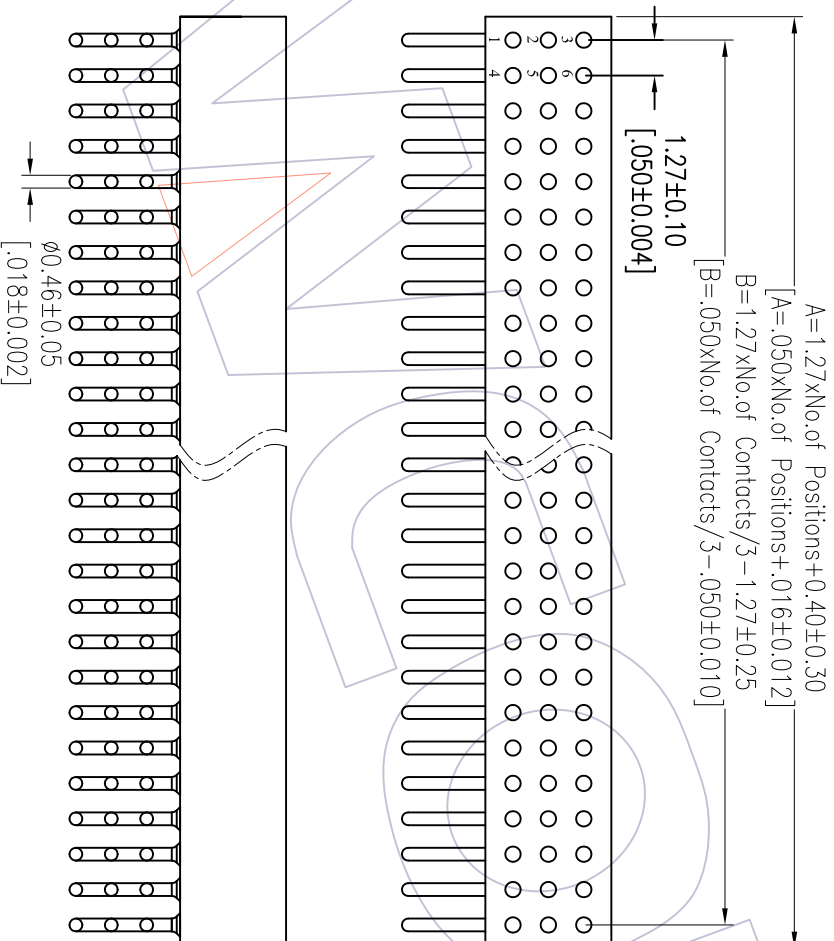 A=1.27xNo.of Positions+0.40±0.30
[A=.050xNo.of Positions+.016±0.012]
B=1.27xNo.of Contacts/3-1.27±0.25
[B=.050xNo.of Contacts/3-.050±0.010]
1.27±0.10
[.050±0.004]
3 6
2 5
1 4
ø0.46±0.05
[.018±0.002]